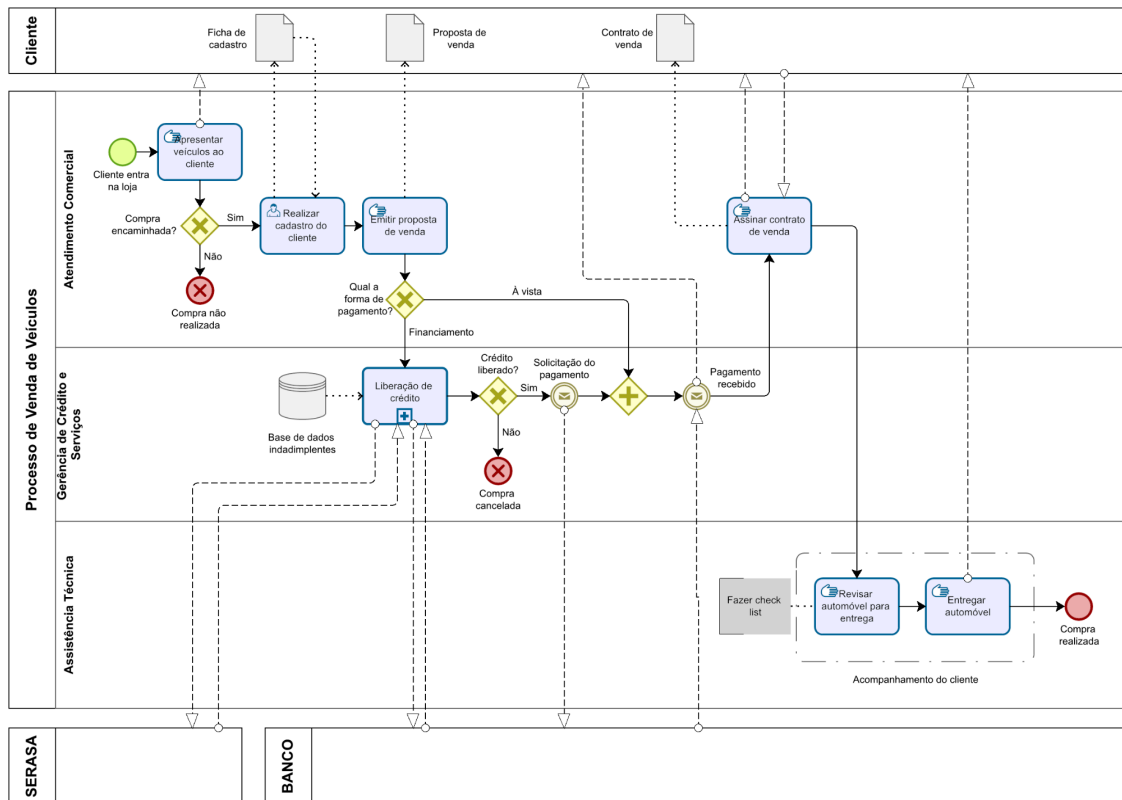 Cliente
Ficha de
cadastro
Proposta de
venda
Contrato de
venda
Processo de Venda de Veículos
Atendimento Comercial
Cliente entra
na loja
Apresentar
veículos ao
cliente
Compra
encaminhada?
Sim
Não
Compra não
realizada
Realizar
cadastro do
cliente
Emitir proposta
de venda
Qual a
forma de
pagamento?
À vista
Financiamento
Assinar contrato
de venda
Gerência de Crédito e
Serviços
Base de dados
indadimplentes
Liberação de
crédito
Crédito
liberado?
Sim
Não
Compra
cancelada
Solicitação do
pagamento
Pagamento
recebido
Assistência Técnica
Fazer check
list
Revisar
automóvel para
entrega
Entregar
automóvel
Compra
realizada
Acompanhamento do cliente
SERASA
BANCO